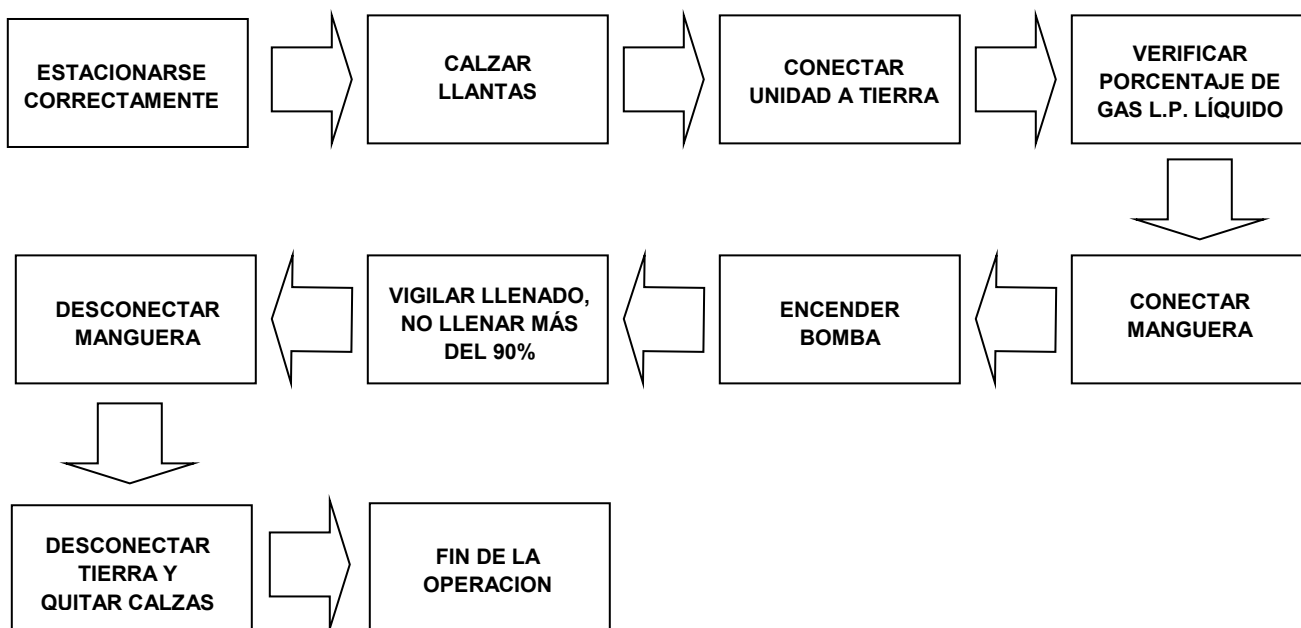 ESTACIONARSE
CORRECTAMENTE
CALZAR
LLANTAS
CONECTAR
UNIDAD A TIERRA
VERIFICAR
PORCENTAJE DE
GAS L.P. LÍQUIDO
CONECTAR
MANGUERA
ENCENDER
BOMBA
VIGILAR LLENADO,
NO LLENAR MÁS
DEL 90%
DESCONECTAR
MANGUERA
DESCONECTAR
TIERRA Y
QUITAR CALZAS
FIN DE LA
OPERACION